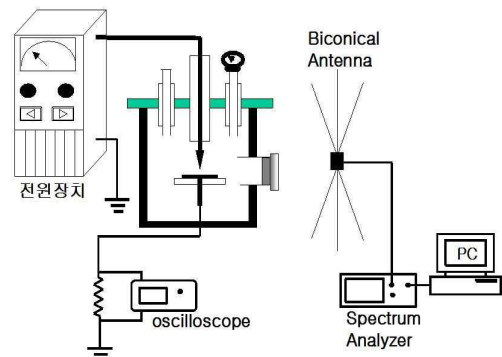 Biconical
Antenna
전원장치
PC
oscilloscope
Spectrum
Analyzer